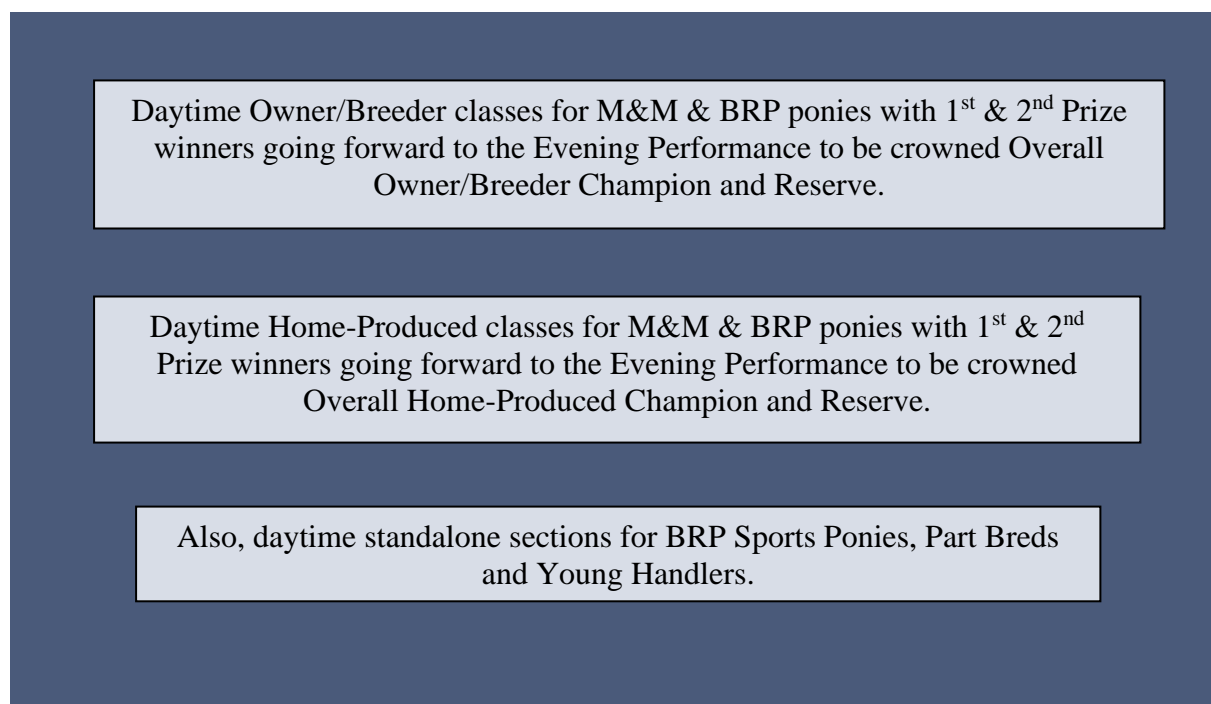 Daytime Owner/Breeder classes for M&M & BRP ponies with 1st & 2nd Prize
winners going forward to the Evening Performance to be crowned Overall
Owner/Breeder Champion and Reserve.
Daytime Home-Produced classes for M&M & BRP ponies with 1st & 2nd
Prize winners going forward to the Evening Performance to be crowned
Overall Home-Produced Champion and Reserve.
Also, daytime standalone sections for BRP Sports Ponies, Part Breds
and Young Handlers.